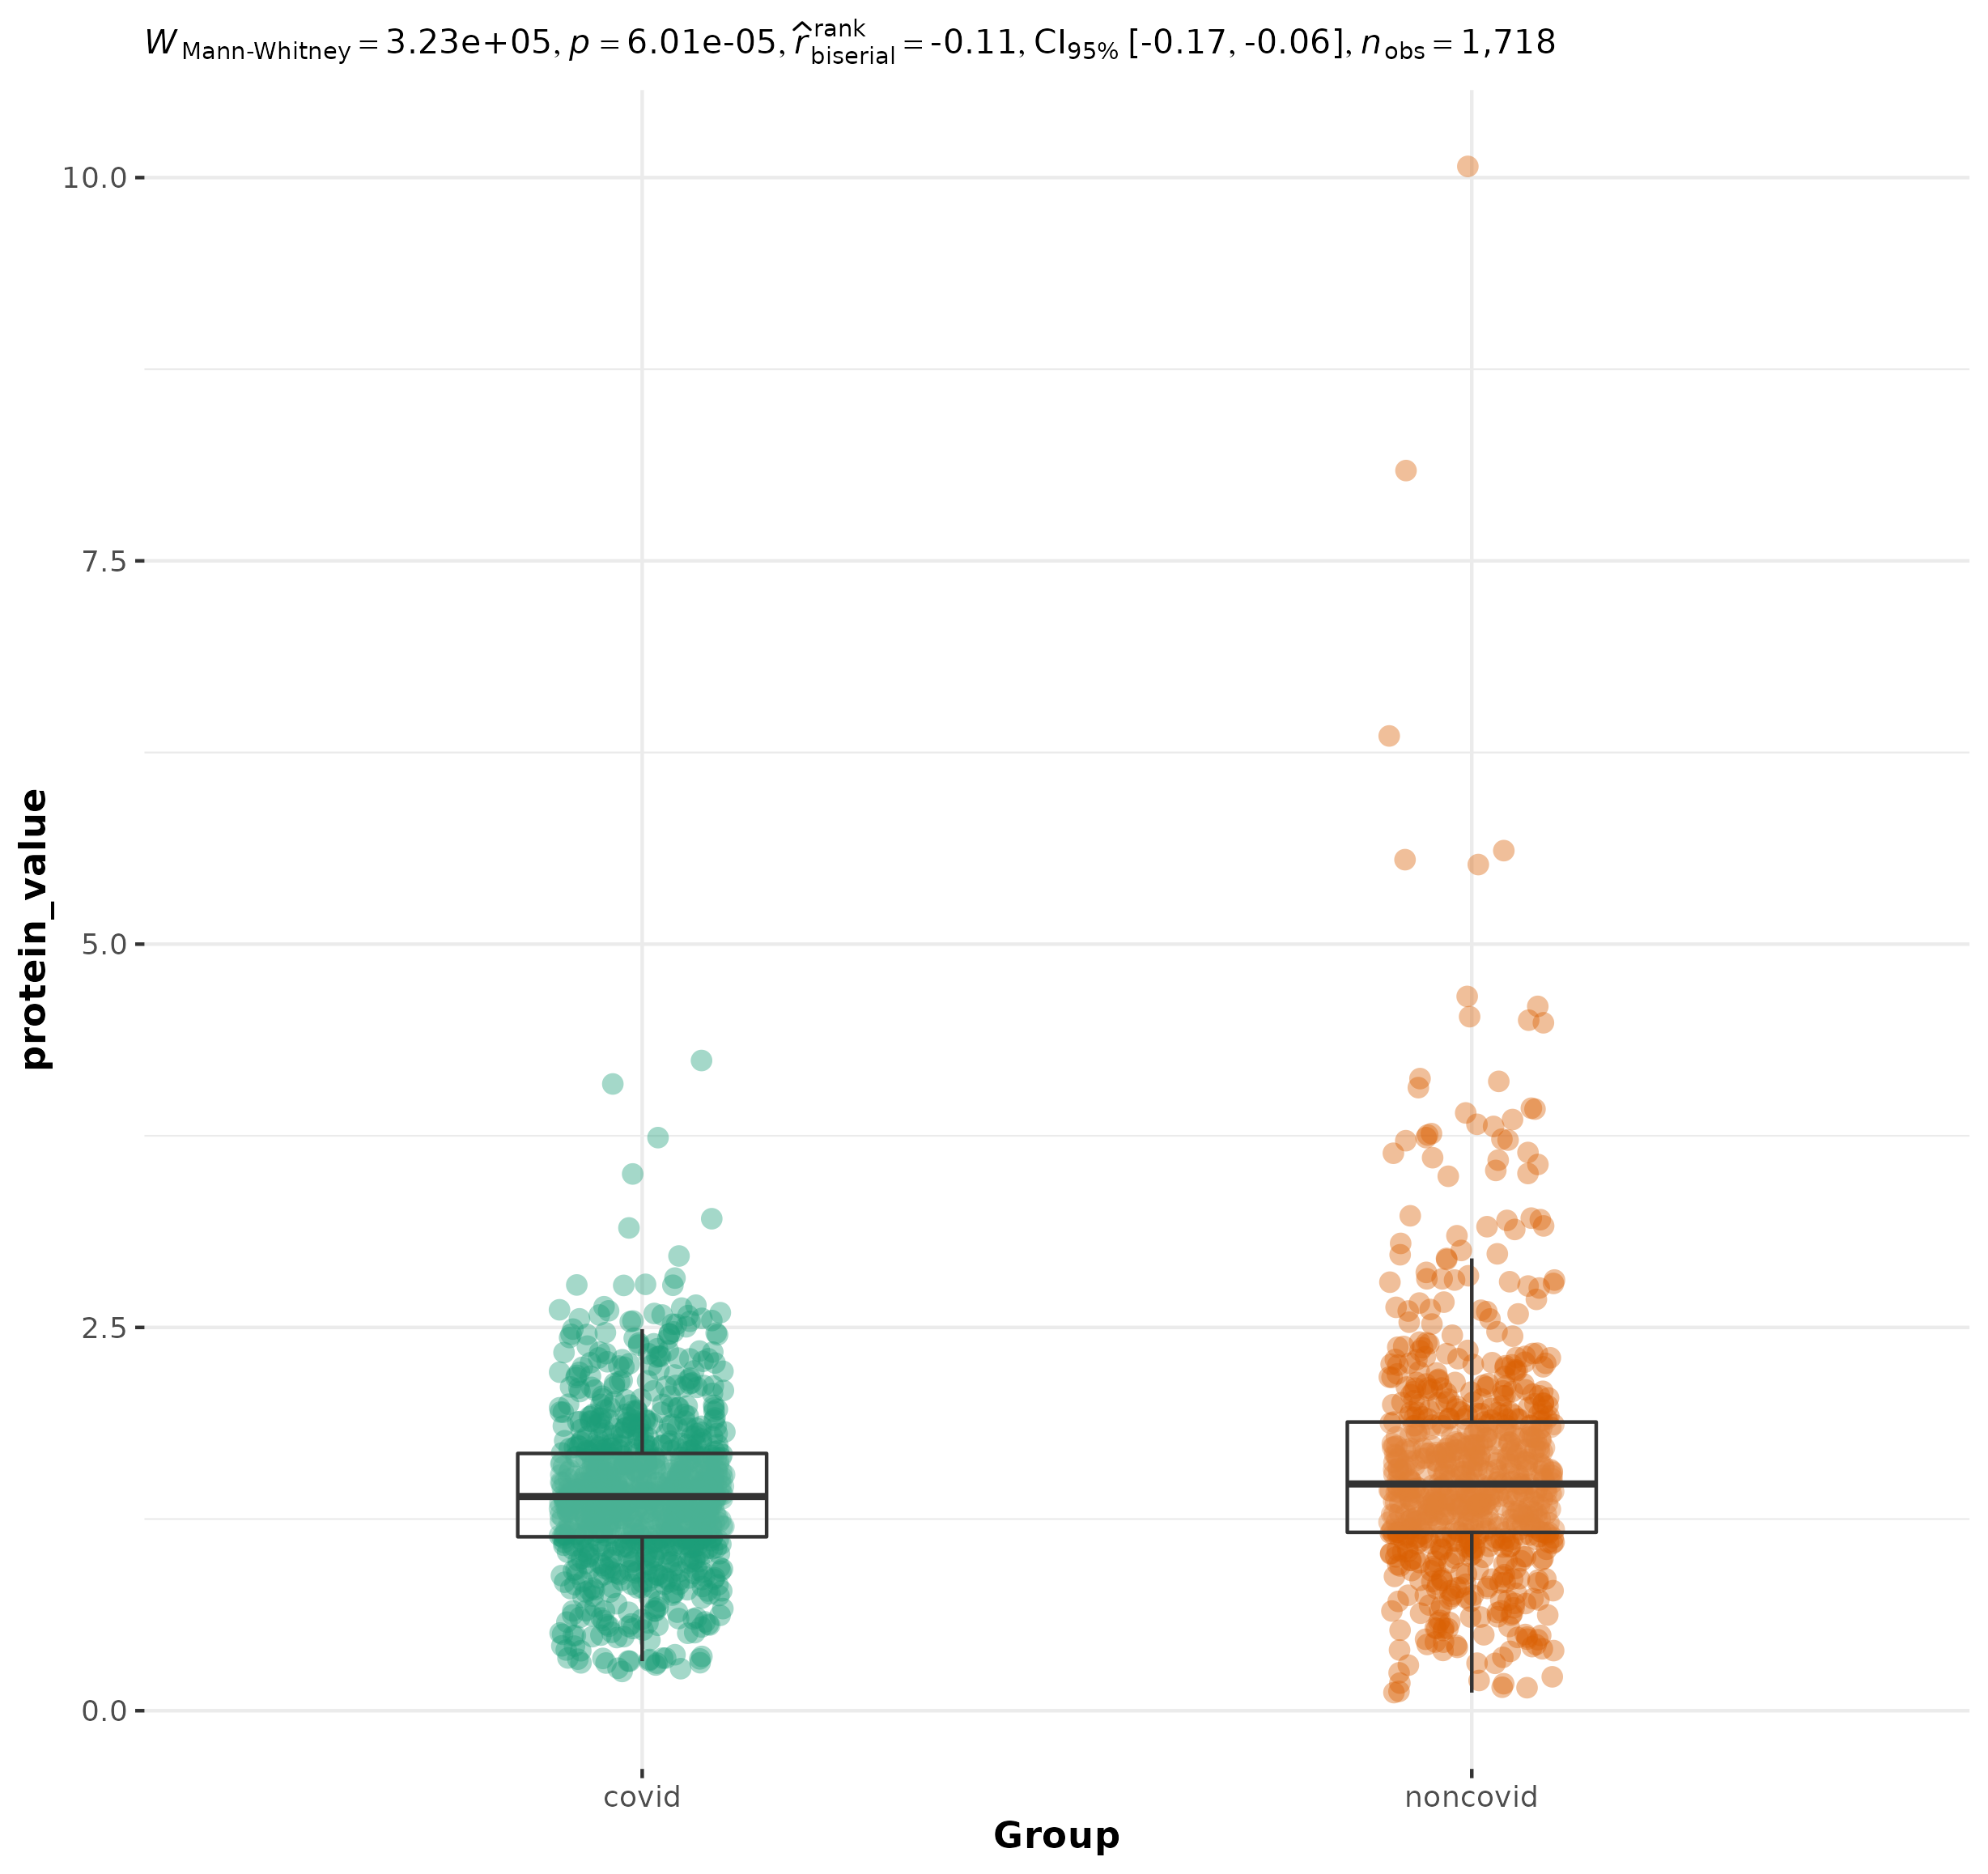 W Mann-Whitney = 3.23e+05, p = 6.01e-05, r̂ rank biserial = -0.11, CI95% [-0.17, -0.06], n obs = 1,718
10.0
7.5
5.0
2.5
0.0
protein_value
covid noncovid
Group